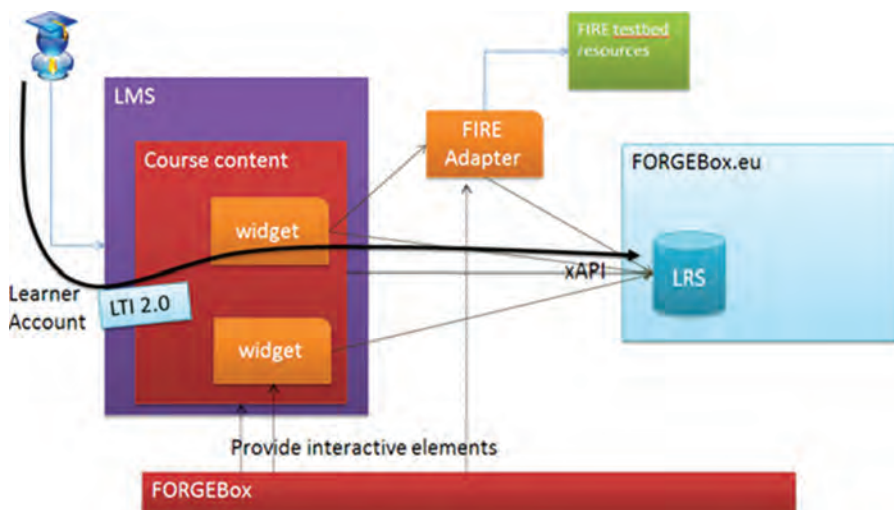 FIRE testbed
resources
LMS
FIRE
Adapter
Course content
FORGEBox.eu
widget
xAPI
LRS
Learner
Account
LTI 2.0
widget
Provide interactive elements
FORGEBox